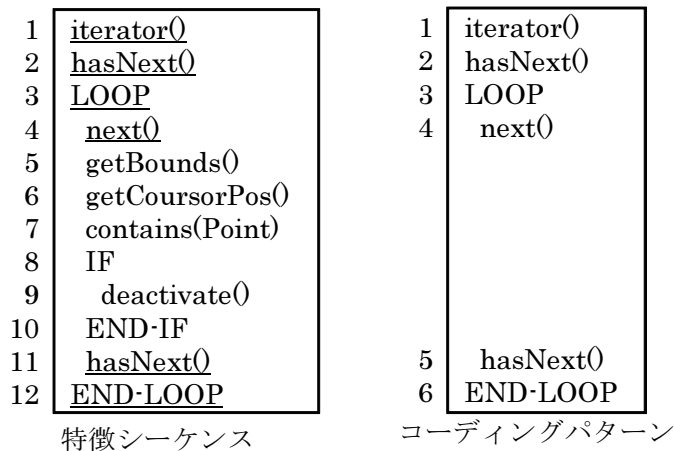 1 iterator()
2 hasNext()
3 LOOP
4 next()
5 getBounds()
6 getCoursorPos()
7 contains(Point)
8 IF
9 deactivate()
10 END-IF
11 hasNext()
12 END-LOOP
特徴シーケンス
1 iterator()
2 hasNext()
3 LOOP
4 next()
5 hasNext()
6 END-LOOP
コーディングパターン